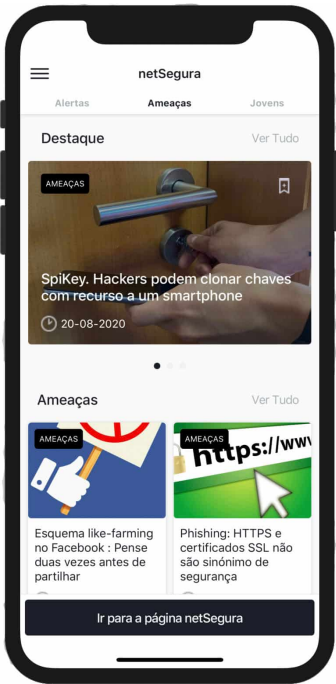 netSegura
Alertas Ameaças Jovens
Destaque Ver Tudo
AMEAÇAS
SpiKey. Hackers podem clonar chaves
com recurso a um smartphone
20-08-2020
Ameaças Ver Tudo
AMEAÇAS
Esquema like-farming
no Facebook : Pense
duas vezes antes de
partilhar
AMEAÇAS
https://www
Phishing: HTTPS e
certificados SSL não
são sinónimo de
segurança
Ir para a página netSegura